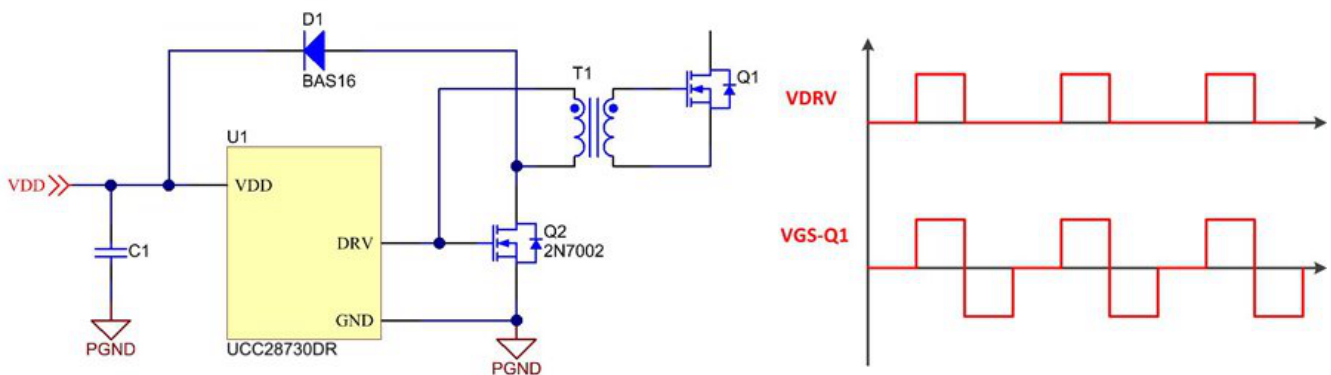 D1
BAS16
T1
Q1
U1
VDD
VDD
C1
DRV
Q2
2N7002
GND
PGND
UCC28730DR
PGND
VDRV
VGS-Q1